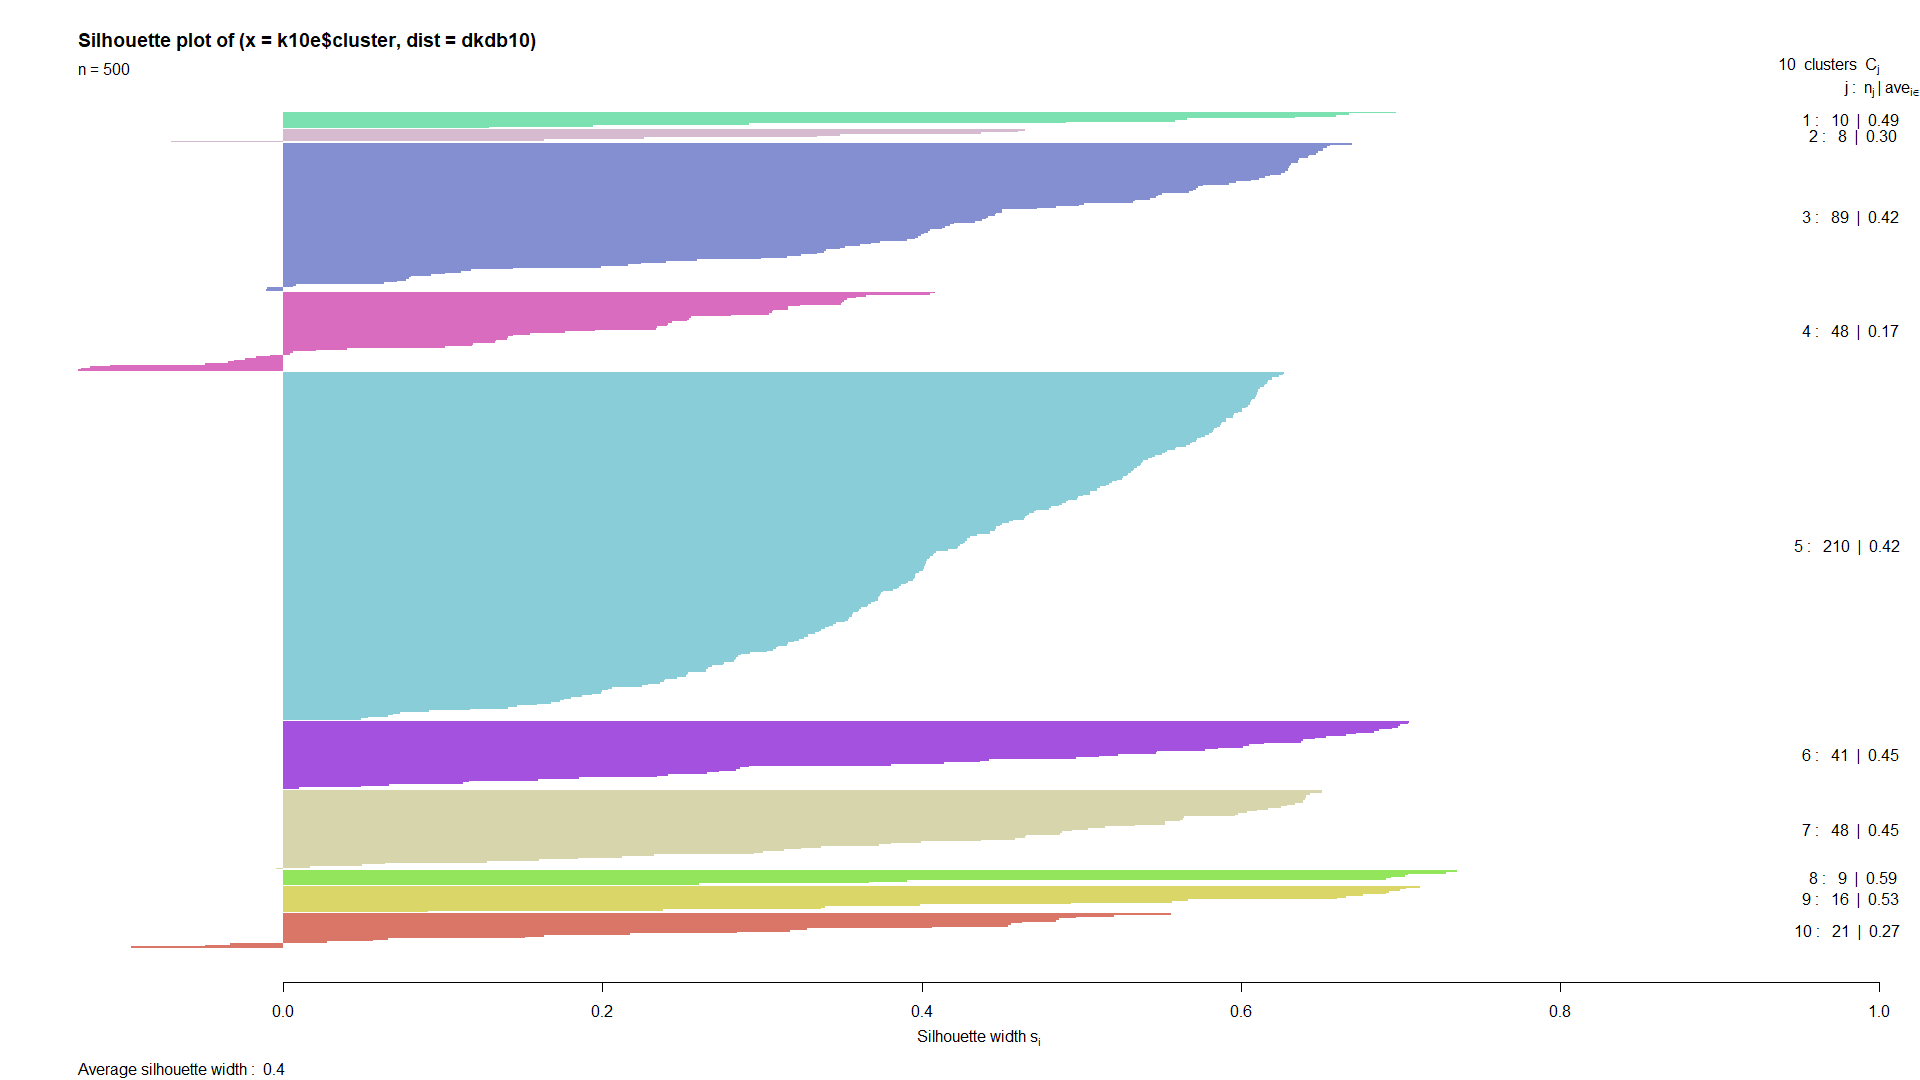 Silhouette plot of (x = k10e$cluster, dist = dkdb10)
n = 500
10 clusters Cj
j : nj | avei∈
1 : 10 | 0.49
2 : 8 | 0.30
3 : 89 | 0.42
4 : 48 | 0.17
5 : 210 | 0.42
6 : 41 | 0.45
7 : 48 | 0.45
8 : 9 | 0.59
9 : 16 | 0.53
10 : 21 | 0.27
0.0 0.2 0.4 0.6 0.8 1.0
Silhouette width si
Average silhouette width : 0.4